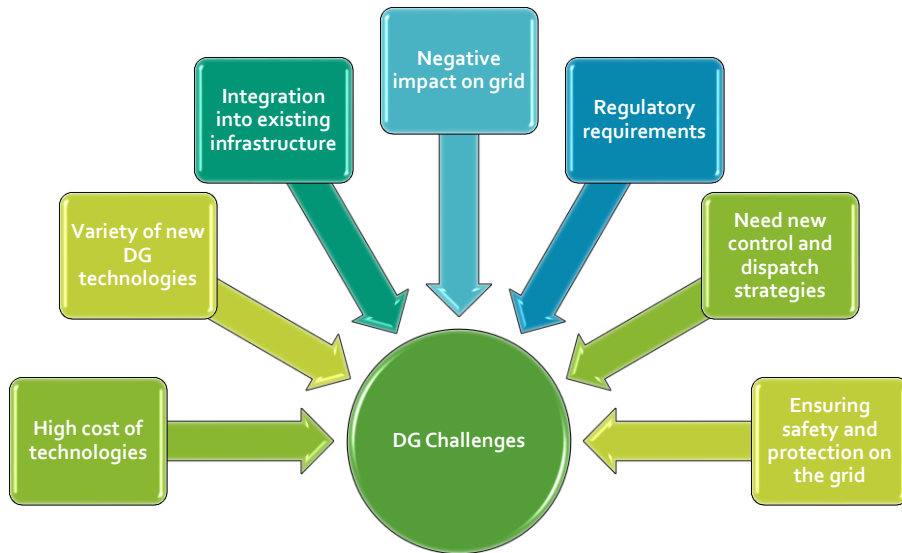 Negative
impact on grid
Integration
into existing
infrastructure
Regulatory
requirements
Variety of new
DG
technologies
Need new
control and
dispatch
strategies
High cost of
technologies
DG Challenges
Ensuring
safety and
protection on
the grid